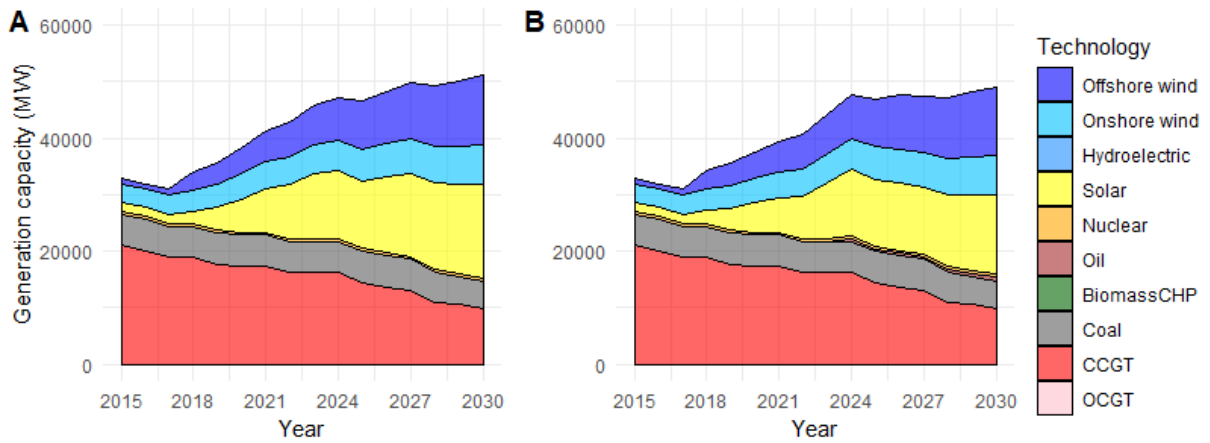 A
Generation capacity (MW)
60000
40000
20000
0
2015 2018 2021 2024 2027 2030
Year
B
60000
40000
20000
0
2015 2018 2021 2024 2027 2030
Year
Technology
Offshore wind
Onshore wind
Hydroelectric
Solar
Nuclear
Oil
BiomassCHP
Coal
CCGT
OCGT